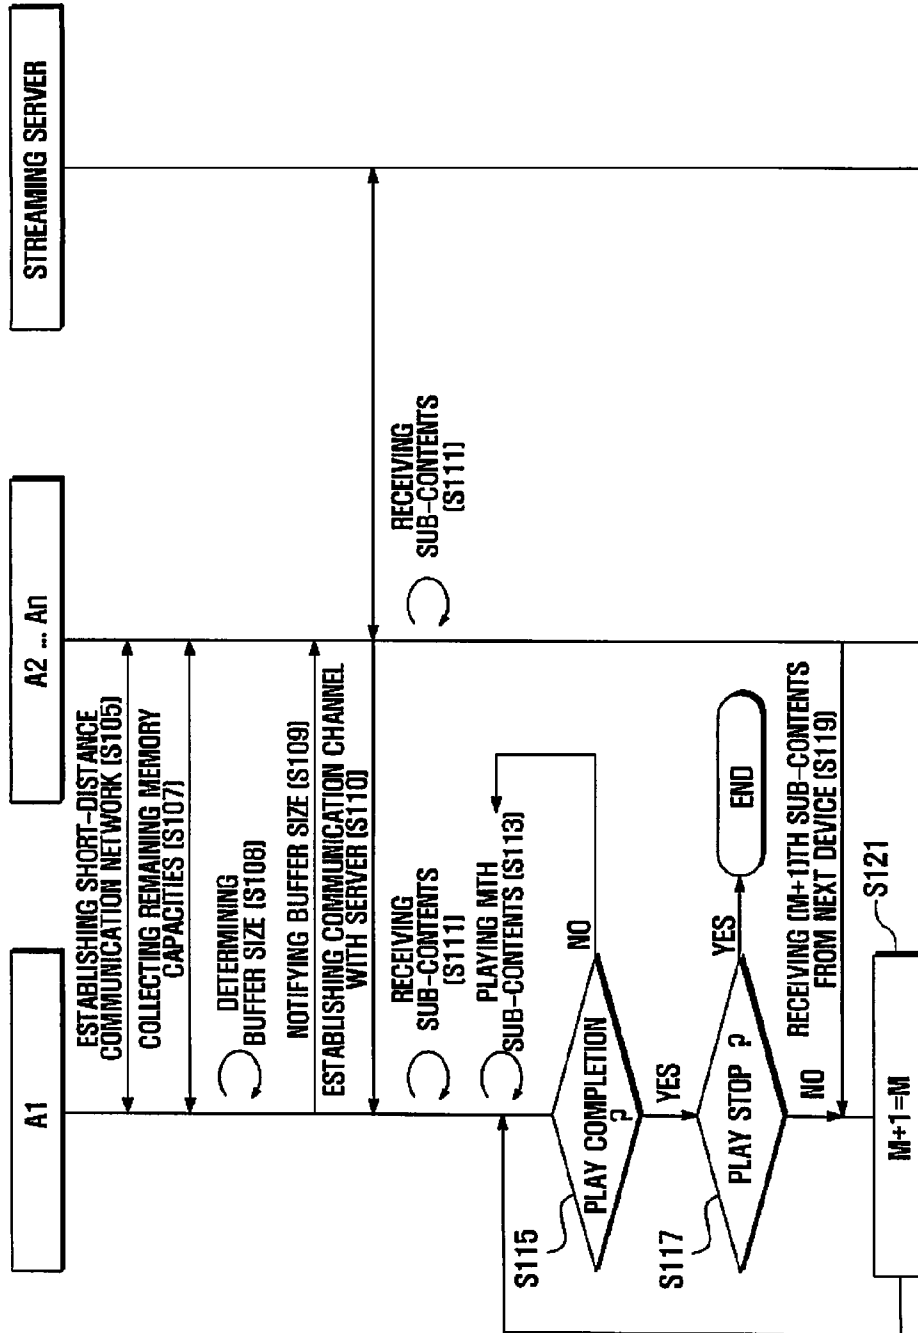 A1
A2 ... An
STREAMING SERVER
ESTABLISHING SHORT-DISTANCE
COMMUNICATION NETWORK (S105)
COLLECTING REMAINING MEMORY
CAPACITIES (S107)
DETERMINING
BUFFER SIZE (S108)
NOTIFYING BUFFER SIZE (S109)
ESTABLISHING COMMUNICATION CHANNEL
WITH SERVER (S110)
RECEIVING
SUB-CONTENTS
(S111)
RECEIVING
SUB-CONTENTS
(S111)
PLAYING MTH
SUB-CONTENTS (S113)
S115
PLAY COMPLETION
?
NO
YES
S117
PLAY STOP ?
YES
END
NO
RECEIVING (M+1)TH SUB-CONTENTS
FROM NEXT DEVICE (S119)
S121
M+1=M